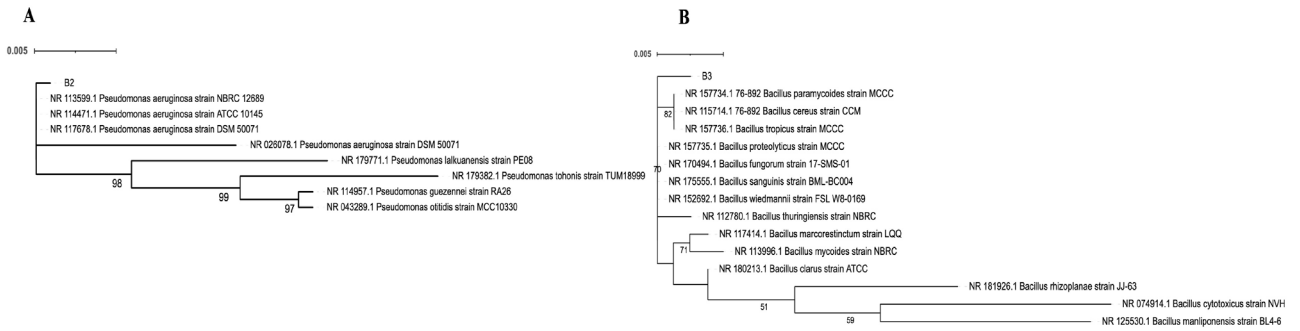 A
0.005
B2
NR 113599.1 Pseudomonas aeruginosa strain NBRC 12689
NR 114471.1 Pseudomonas aeruginosa strain ATCC 10145
NR 117678.1 Pseudomonas aeruginosa strain DSM 50071
NR 026078.1 Pseudomonas aeruginosa strain DSM 50071
NR 179771.1 Pseudomonas lalkuanensis strain PE08
98
NR 179382.1 Pseudomonas tohonis strain TUM18999
99
NR 114957.1 Pseudomonas guezennei strain RA26
97
NR 043289.1 Pseudomonas otitidis strain MCC10330
B
0.005
B3
NR 157734.1 76-892 Bacillus paramycoides strain MCCC
82
NR 115714.1 76-892 Bacillus cereus strain CCM
NR 157736.1 Bacillus tropicus strain MCCC
NR 157735.1 Bacillus proteolyticus strain MCCC
70
NR 170494.1 Bacillus fungorum strain 17-SMS-01
NR 175555.1 Bacillus sanguinis strain BML-BC004
NR 152692.1 Bacillus wiedmannii strain FSL W8-0169
NR 112780.1 Bacillus thuringiensis strain NBRC
NR 117414.1 Bacillus marcorestinctum strain LQQ
71
NR 113996.1 Bacillus mycoides strain NBRC
NR 180213.1 Bacillus clarus strain ATCC
NR 181926.1 Bacillus rhizoplanae strain JJ-63
51
NR 074914.1 Bacillus cytotoxicus strain NVH
59
NR 125530.1 Bacillus manliponensis strain BL4-6